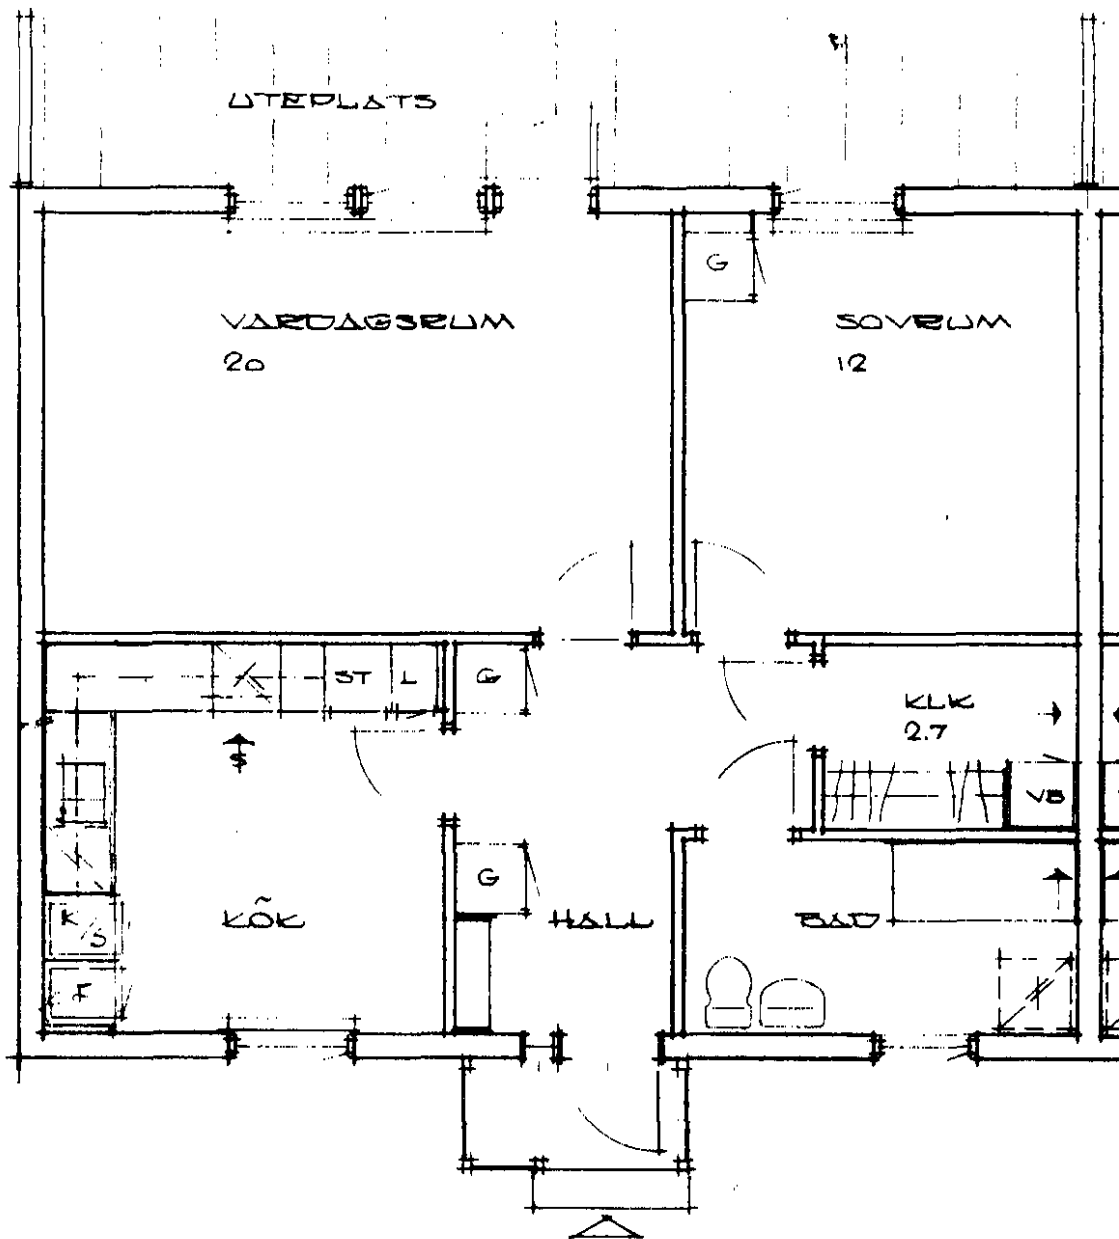 UTEPLATS
G
VARDAGSRUM
20
SOVRUM
12
ST L
G
KLK
2.7
S
VB
G
K/S
KÖK
HALL
BAD
F